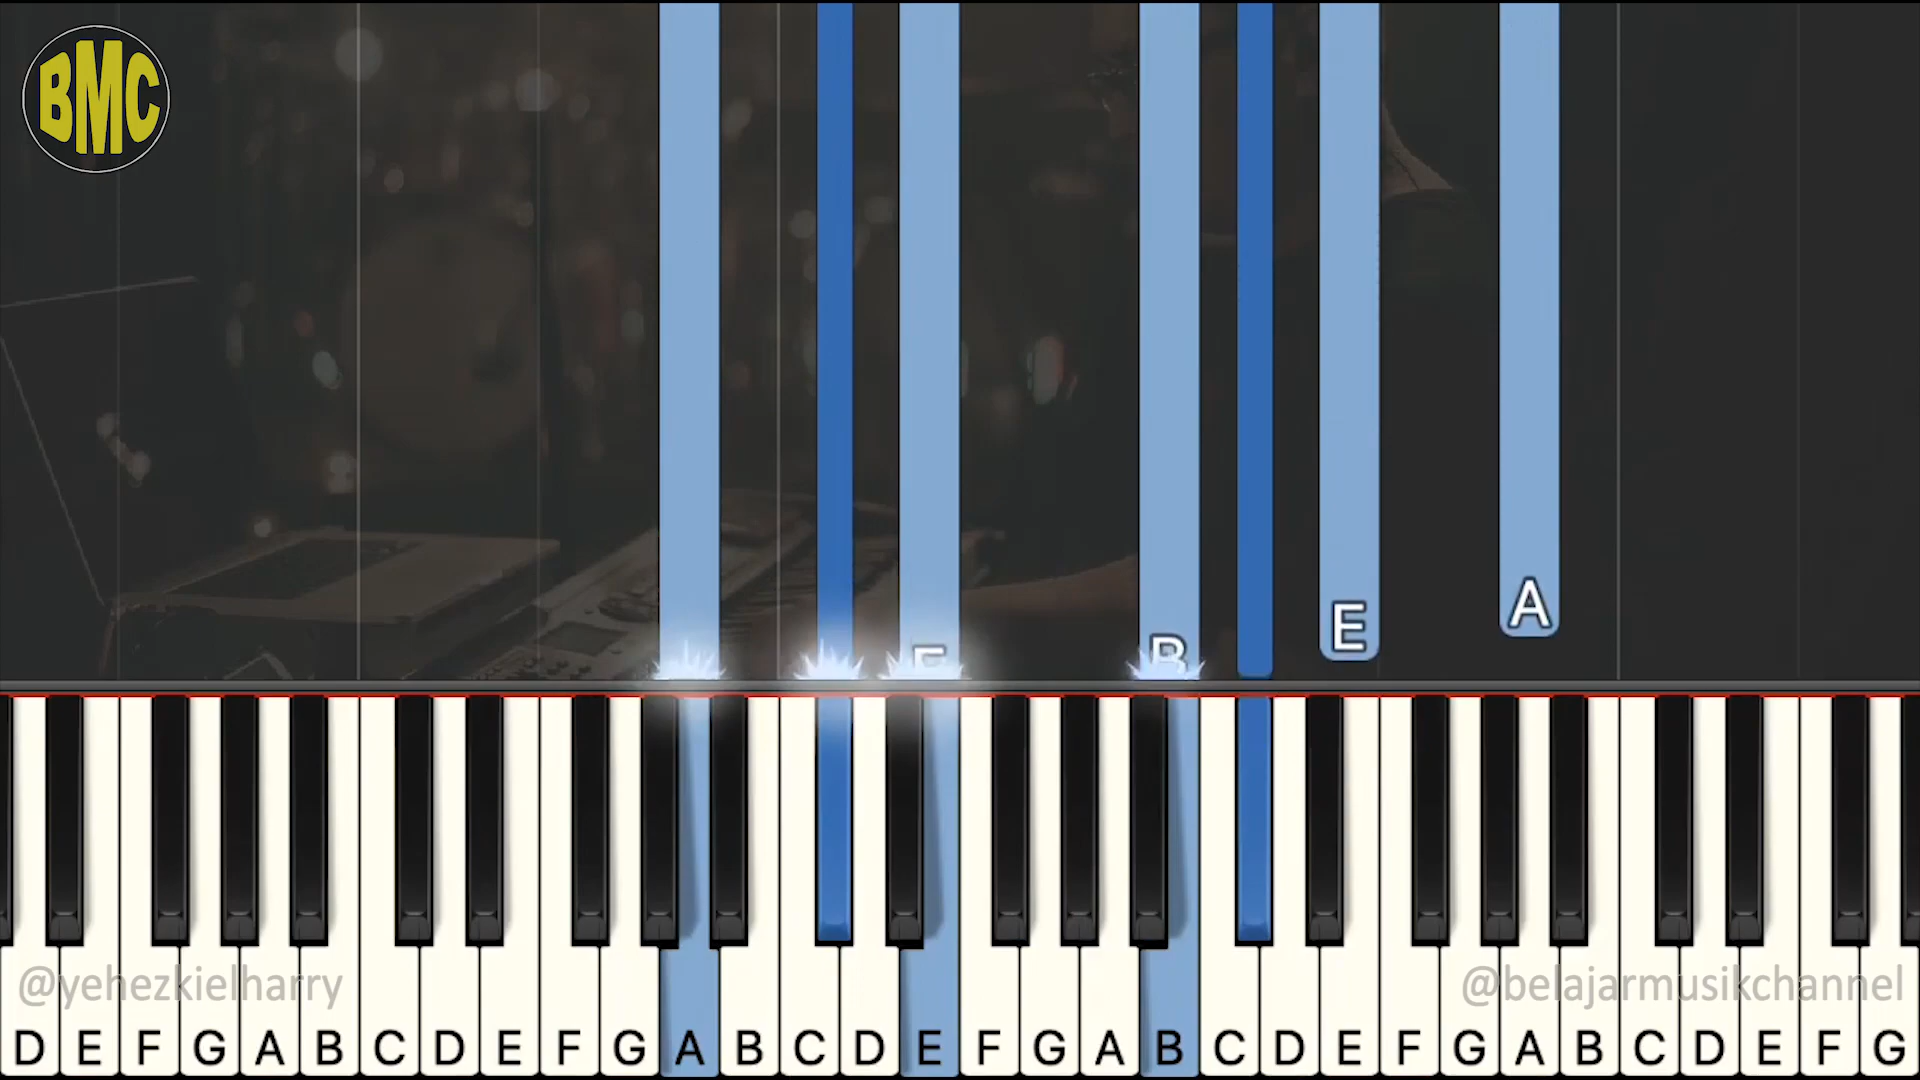 BMC
A
E
B
E
@yehezkielharry
@belajarmusikchannel
D E F G A B C D E F G A B C D E F G A B C D E F G A B C D E F G